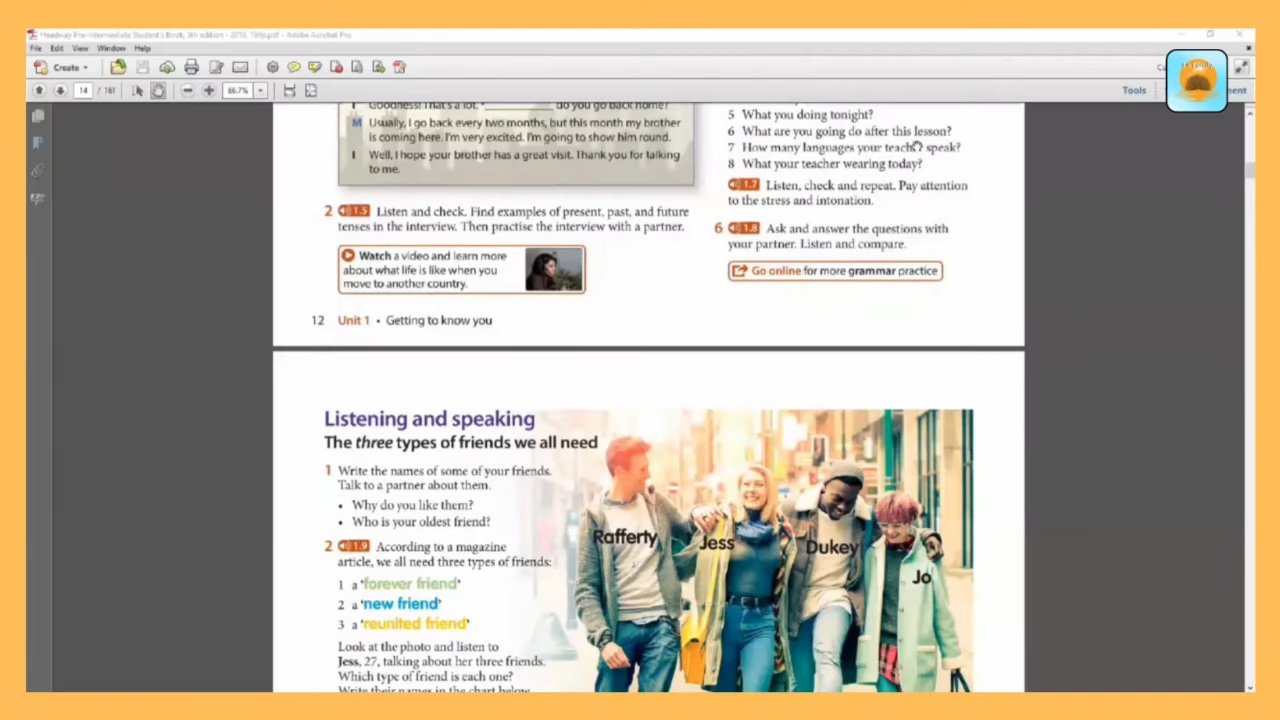 Headway Pre-Intermediate Student's Book, 5th edition - 2019, 160p.pdf - Adobe Acrobat Pro
File Edit View Window Help
Create
14 / 161
66.7%
Tools
Goodness! That's a lot. do you go back home?
M Usually, I go back every two months, but this month my brother
is coming here. I'm very excited. I'm going to show him round.
I Well, I hope your brother has a great visit. Thank you for talking
to me.
2 1.5 Listen and check. Find examples of present, past, and future
tenses in the interview. Then practise the interview with a partner.
Watch a video and learn more
about what life is like when you
move to another country.
12 Unit 1 • Getting to know you
5 What you doing tonight?
6 What are you going do after this lesson?
7 How many languages your teach? speak?
8 What your teacher wearing today?
1.7 Listen, check and repeat. Pay attention
to the stress and intonation.
6 1.8 Ask and answer the questions with
your partner. Listen and compare.
Go online for more grammar practice
Listening and speaking
The three types of friends we all need
1 Write the names of some of your friends.
Talk to a partner about them.
• Why do you like them?
• Who is your oldest friend?
2 1.9 According to a magazine
article, we all need three types of friends:
1 a 'forever friend'
2 a 'new friend'
3 a 'reunited friend'
Look at the photo and listen to
Jess, 27, talking about her three friends.
Which type of friend is each one?
Write their names in the chart below
Rafferty
Jess
Dukey
Jo